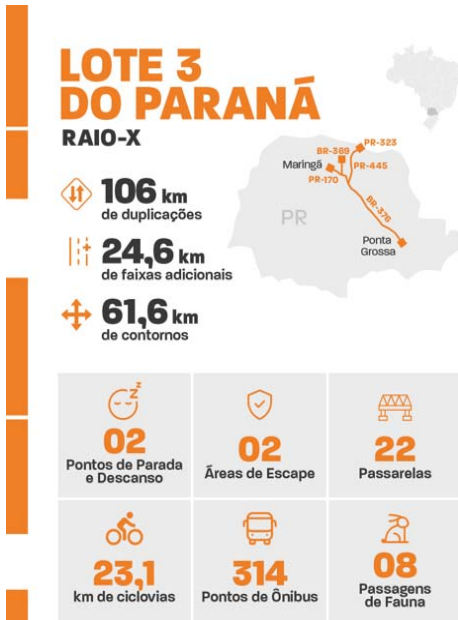 LOTE 3
DO PARANÁ
RAIO-X
106 km
de duplicações
24,6 km
de faixas adicionais
61,6 km
de contornos
PR-323
BR-369
Maringá
PR-445
PR-170
PR
BR-376
Ponta
Grossa
z z
02
Pontos de Parada
e Descanso
02
Áreas de Escape
22
Passarelas
23,1
km de ciclovias
314
Pontos de Ônibus
08
Passagens
de Fauna